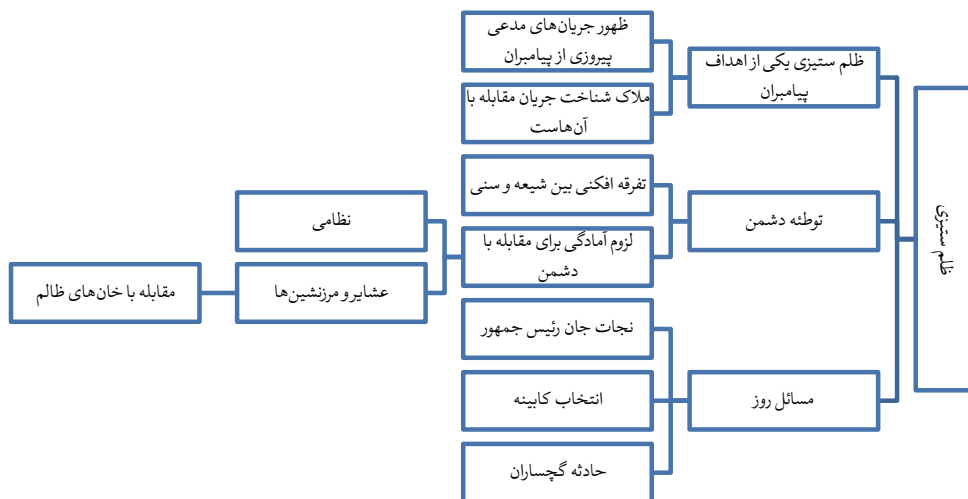 ظلم ستیزی
ظلم ستیزی یکی از اهداف
پیامبران
ظهور جریان‌های مدعی
پیروزی از پیامبران
ملاک شناخت جریان مقابله با
آن‌هاست
توطئه دشمن
تفرقه افکنی بین شیعه و سنی
لزوم آمادگی برای مقابله با
دشمن
نظامی
عشایر و مرزنشین‌ها
مقابله با خان‌های ظالم
مسائل روز
نجات جان رئیس جمهور
انتخاب کابینه
حادثه گچساران